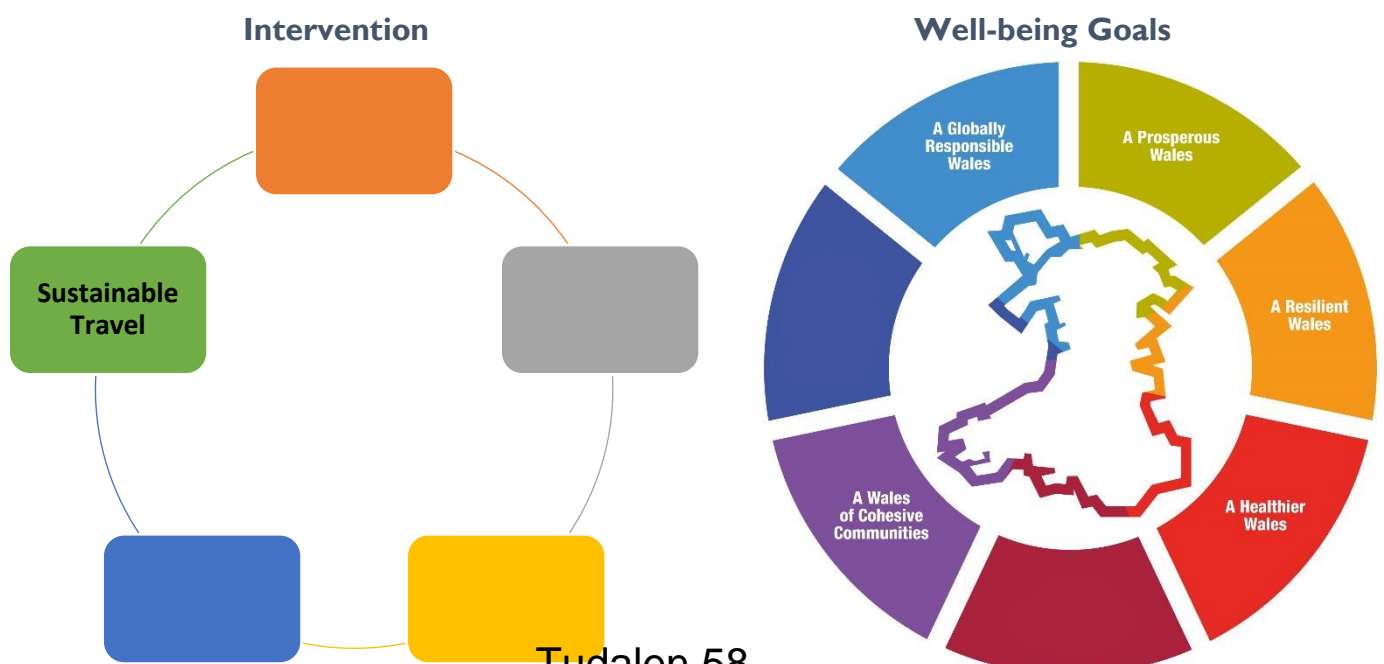 Intervention
Sustainable
Travel
Well-being Goals
A Globally
Responsible
Wales
A Prosperous
Wales
A Resilient
Wales
A Healthier
Wales
A Wales
of Cohesive
Communities
Tudalen 58